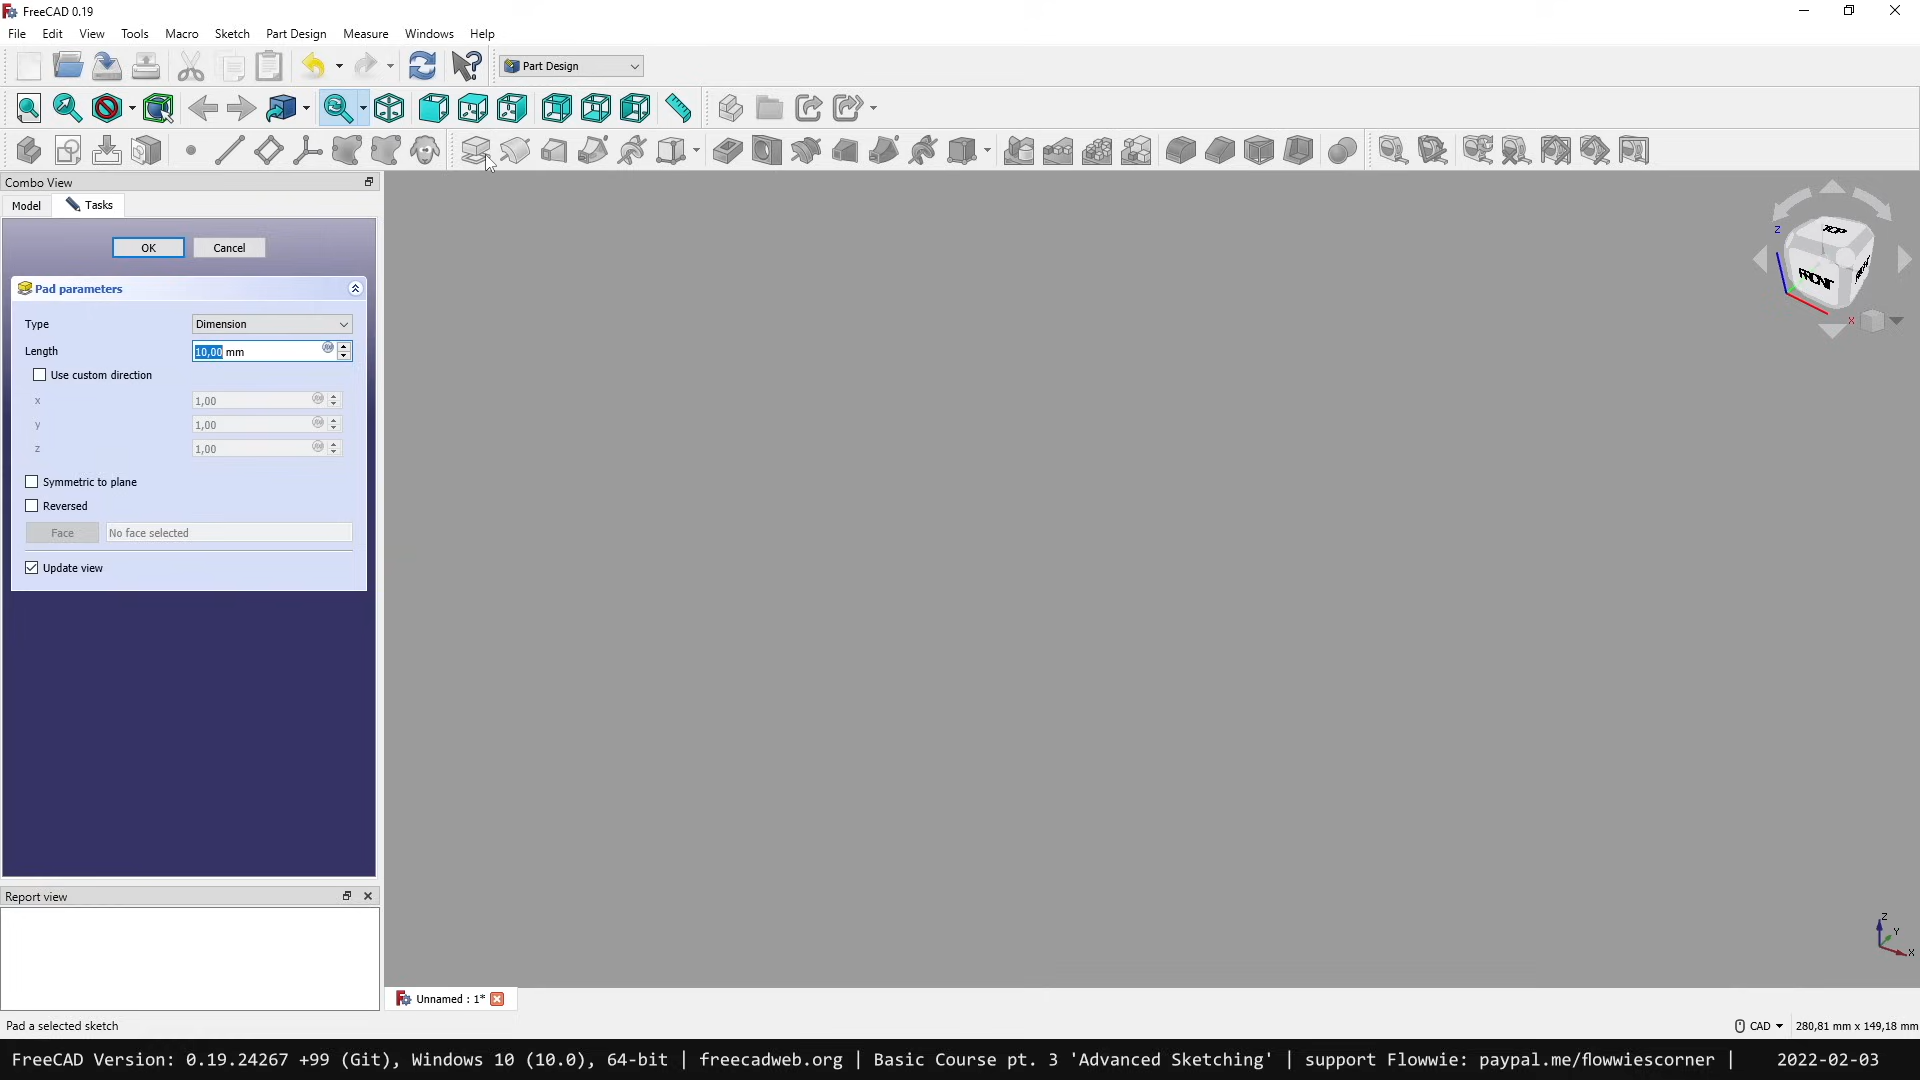 FreeCAD 0.19
File Edit View Tools Macro Sketch Part Design Measure Windows Help
Part Design
Combo View
Model Tasks
OK Cancel
Pad parameters
Type Dimension
Length 10,00 mm
Use custom direction
x 1,00
y 1,00
z 1,00
Symmetric to plane
Reversed
Face No face selected
Update view
TOP
FRONT
Z
X
Report view
Z
Y
X
Unnamed : 1*
Pad a selected sketch CAD 280,81 mm x 149,18 mm
FreeCAD Version: 0.19.24267 +99 (Git), Windows 10 (10.0), 64-bit | freecadweb.org | Basic Course pt. 3 'Advanced Sketching' | support Flowwie: paypal.me/flowwiescorner | 2022-02-03